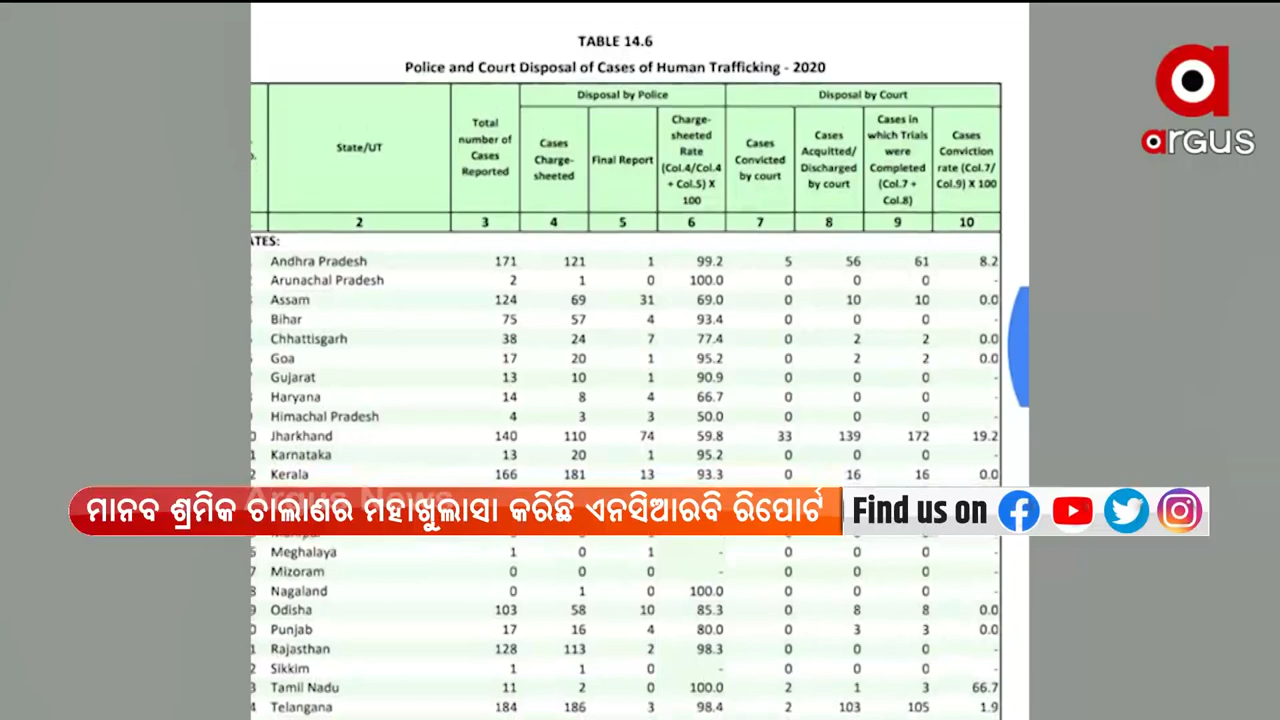 TABLE 14.6
Police and Court Disposal of Cases of Human Trafficking - 2020
Disposal by Police Disposal by Court
State/UT Total number of Cases Reported Cases Charge-sheeted Final Report Charge-sheeted Rate (Col.4/Col.4 + Col.5) X 100 Cases Convicted by court Cases Acquitted/ Discharged by court Cases in which Trials were Completed (Col.7 + Col.8) Cases Conviction rate (Col.7/ Col.9) X 100
2 3 4 5 6 7 8 9 10
ATES:
Andhra Pradesh 171 121 1 99.2 5 56 61 8.2
Arunachal Pradesh 2 1 0 100.0 0 0 0 -
Assam 124 69 31 69.0 0 10 10 0.0
Bihar 75 57 4 93.4 0 0 0 -
Chhattisgarh 38 24 7 77.4 0 2 2 0.0
Goa 17 20 1 95.2 0 2 2 0.0
Gujarat 13 10 1 90.9 0 0 0 -
Haryana 14 8 4 66.7 0 0 0 -
Himachal Pradesh 4 3 3 50.0 0 0 0 -
0 Jharkhand 140 110 74 59.8 33 139 172 19.2
1 Karnataka 13 20 1 95.2 0 0 0 -
2 Kerala 166 181 13 93.3 0 16 16 0.0
Argus News
ମାନବ ଶ୍ରମିକ ଚାଲାଣର ମହାଖୁଲାସା କରିଛି ଏନସିଆରବି ରିପୋର୍ଟ Find us on
6 Meghalaya 1 0 1 - 0 0 0 -
7 Mizoram 0 0 0 - 0 0 0 -
8 Nagaland 0 1 0 100.0 0 0 0 -
9 Odisha 103 58 10 85.3 0 8 8 0.0
0 Punjab 17 16 4 80.0 0 3 3 0.0
1 Rajasthan 128 113 2 98.3 0 0 0 -
2 Sikkim 1 1 0 - 0 0 0 -
3 Tamil Nadu 11 2 0 100.0 2 1 3 66.7
4 Telangana 184 186 3 98.4 2 103 105 1.9
argus